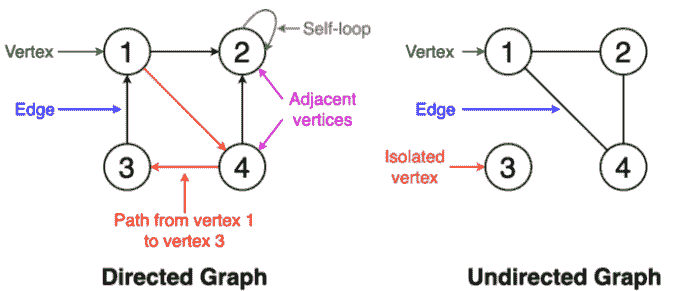 Vertex
1
2
Self-loop
Edge
Adjacent
vertices
3
4
Path from vertex 1
to vertex 3
Directed Graph
Vertex
1
2
Edge
Isolated
vertex
3
4
Undirected Graph